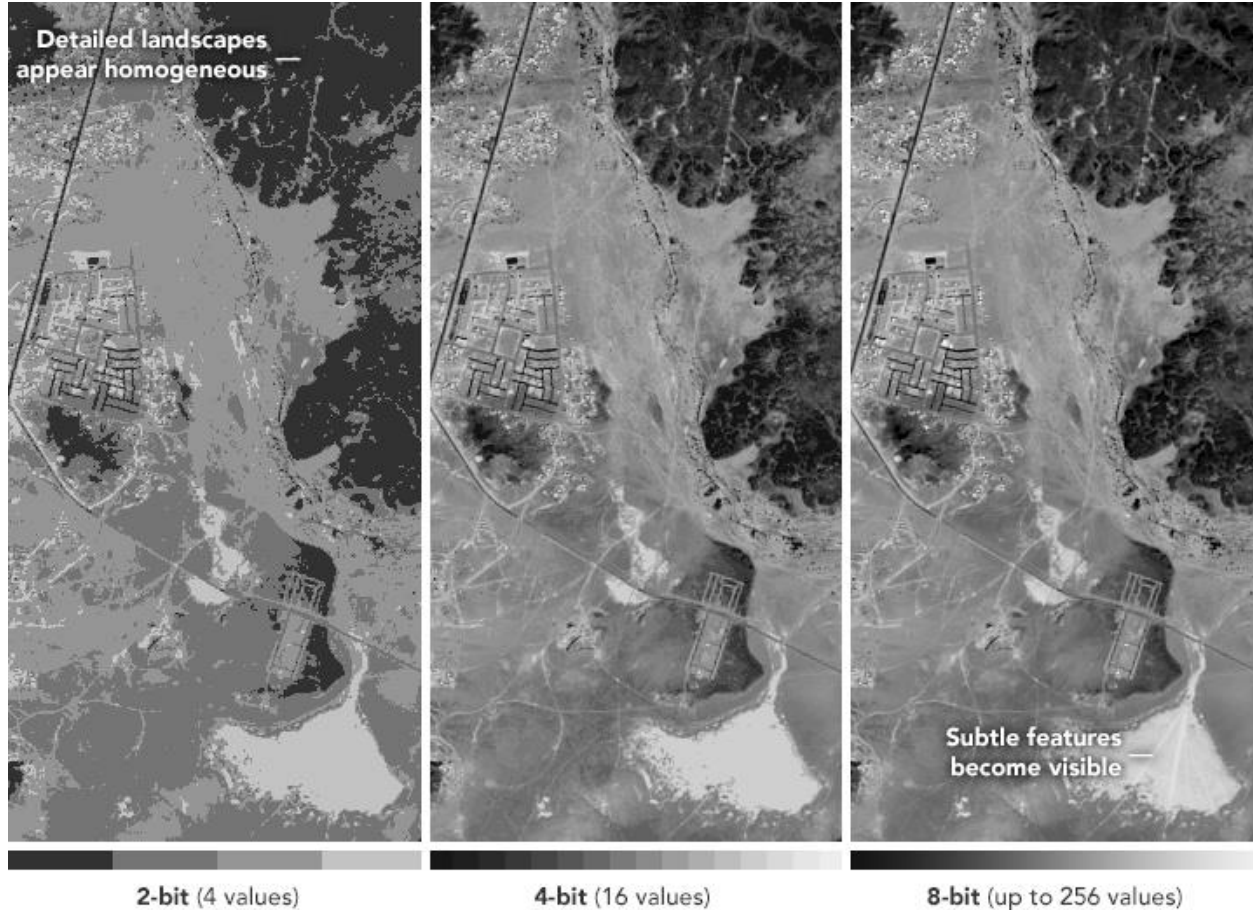 Detailed landscapes
appear homogeneous
Subtle features
become visible
2-bit (4 values)
4-bit (16 values)
8-bit (up to 256 values)